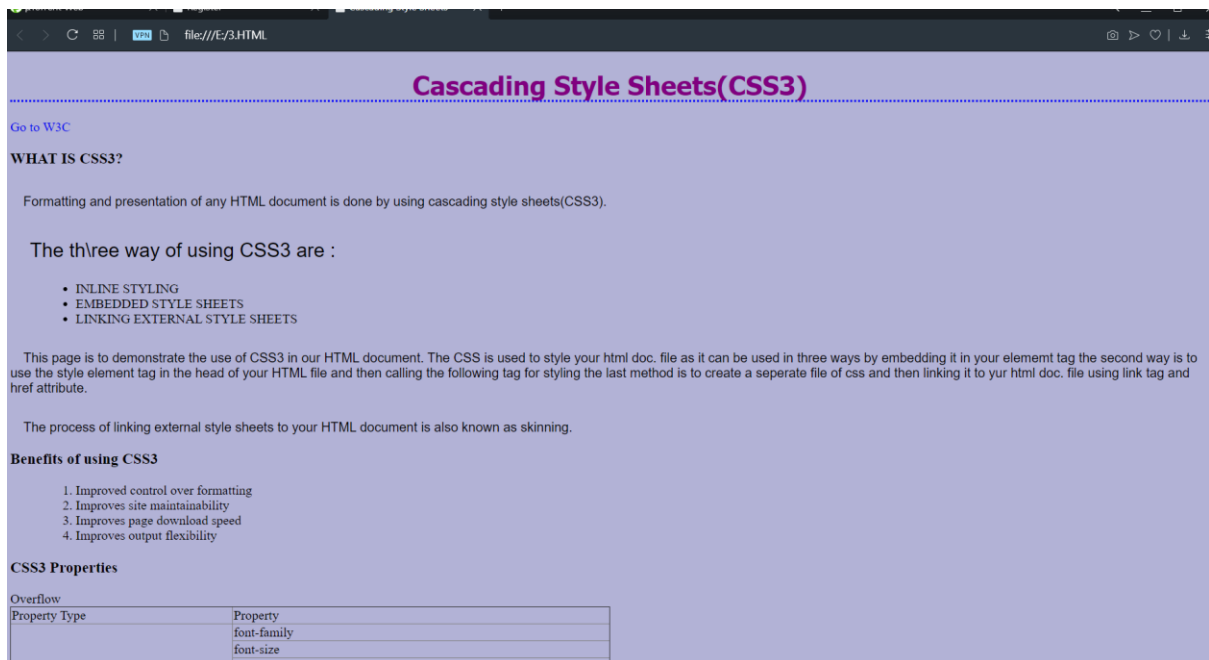 Register
Cascading Style Sheets
VPN file:///E:/3.HTML
Cascading Style Sheets(CSS3)
Go to W3C
WHAT IS CSS3?
Formatting and presentation of any HTML document is done by using cascading style sheets(CSS3).
The th\ree way of using CSS3 are :
• INLINE STYLING
• EMBEDDED STYLE SHEETS
• LINKING EXTERNAL STYLE SHEETS
This page is to demonstrate the use of CSS3 in our HTML document. The CSS is used to style your html doc. file as it can be used in three ways by embedding it in your elememt tag the second way is to
use the style element tag in the head of your HTML file and then calling the following tag for styling the last method is to create a seperate file of css and then linking it to yur html doc. file using link tag and
href attribute.
The process of linking external style sheets to your HTML document is also known as skinning.
Benefits of using CSS3
1. Improved control over formatting
2. Improves site maintainability
3. Improves page download speed
4. Improves output flexibility
CSS3 Properties
Overflow
Property Type Property
font-family
font-size